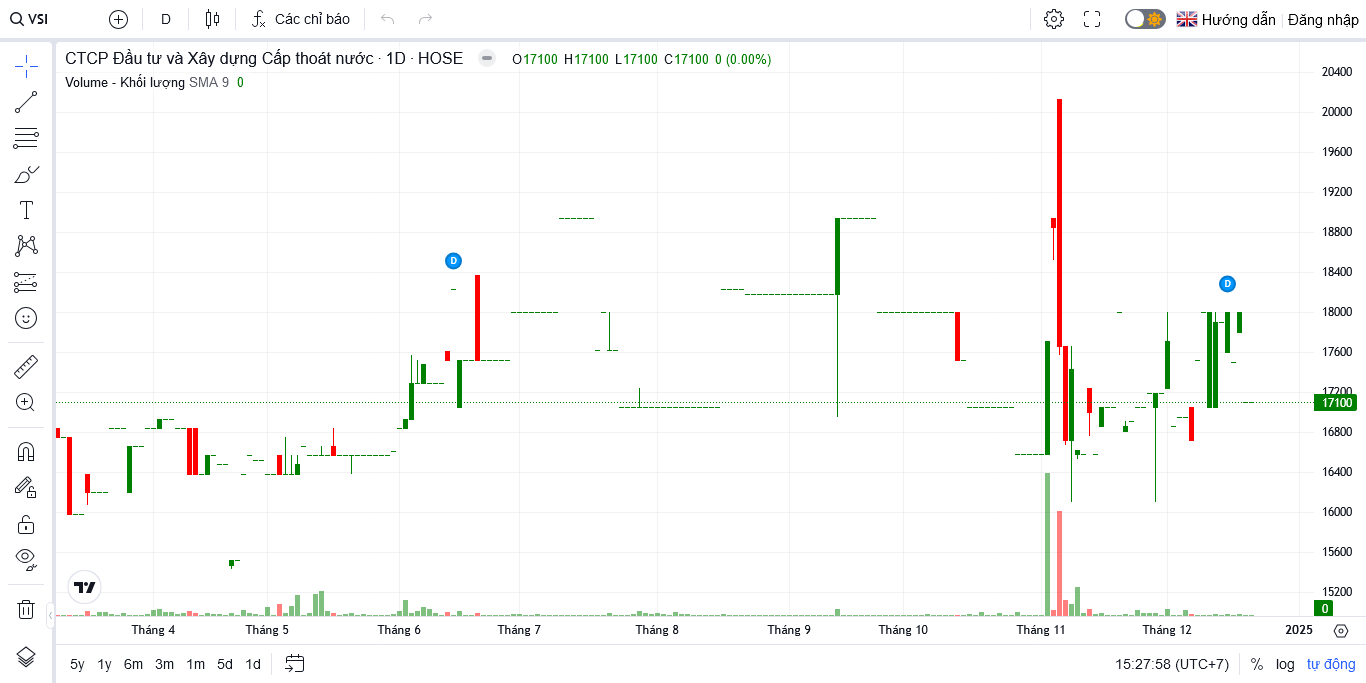 VSI D Các chỉ báo Hướng dẫn Đăng nhập
CTCP Đầu tư và Xây dựng Cấp thoát nước · 1D · HOSE O17100 H17100 L17100 C17100 0 (0.00%)
Volume - Khối lượng SMA 9 0
20400
20000
19600
19200
18800
18400
18000
17600
17200
17100
16800
16400
16000
15600
15200
0
D
D
Tháng 4 Tháng 5 Tháng 6 Tháng 7 Tháng 8 Tháng 9 Tháng 10 Tháng 11 Tháng 12 2025
5y 1y 6m 3m 1m 5d 1d 15:27:58 (UTC+7) % log tự động